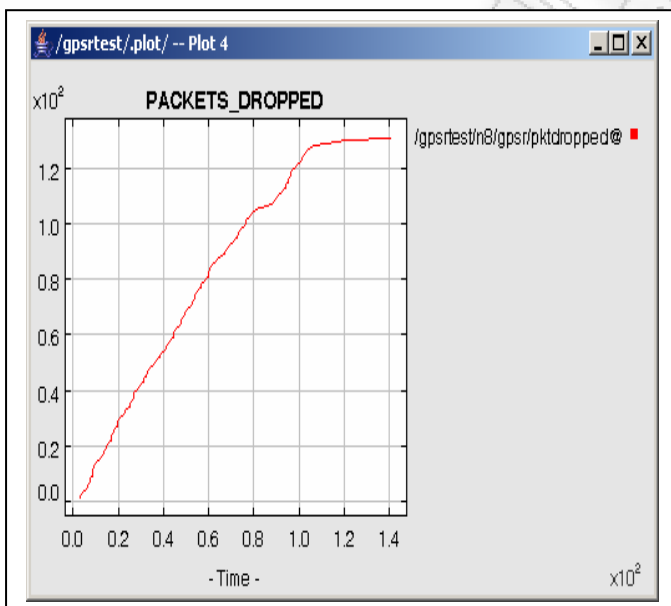 /gpsrtest/.plot/ -- Plot 4
x10²
PACKETS_DROPPED
/gpsrtest/n8/gpsr/pktdropped@
1.2
1.0
0.8
0.6
0.4
0.2
0.0
0.0 0.2 0.4 0.6 0.8 1.0 1.2 1.4
- Time -
x10²